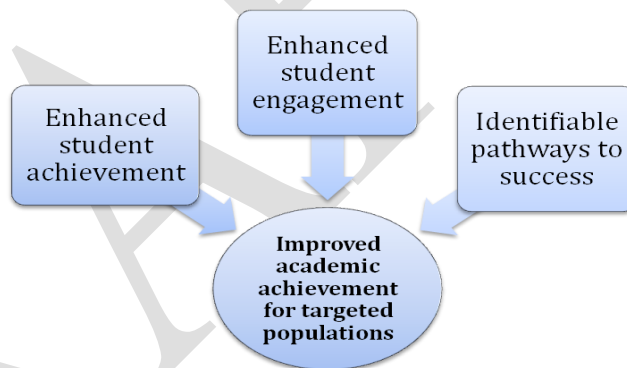 Enhanced
student
engagement
Enhanced
student
achievement
Identifiable
pathways to
success
Improved
academic
achievement
for targeted
populations